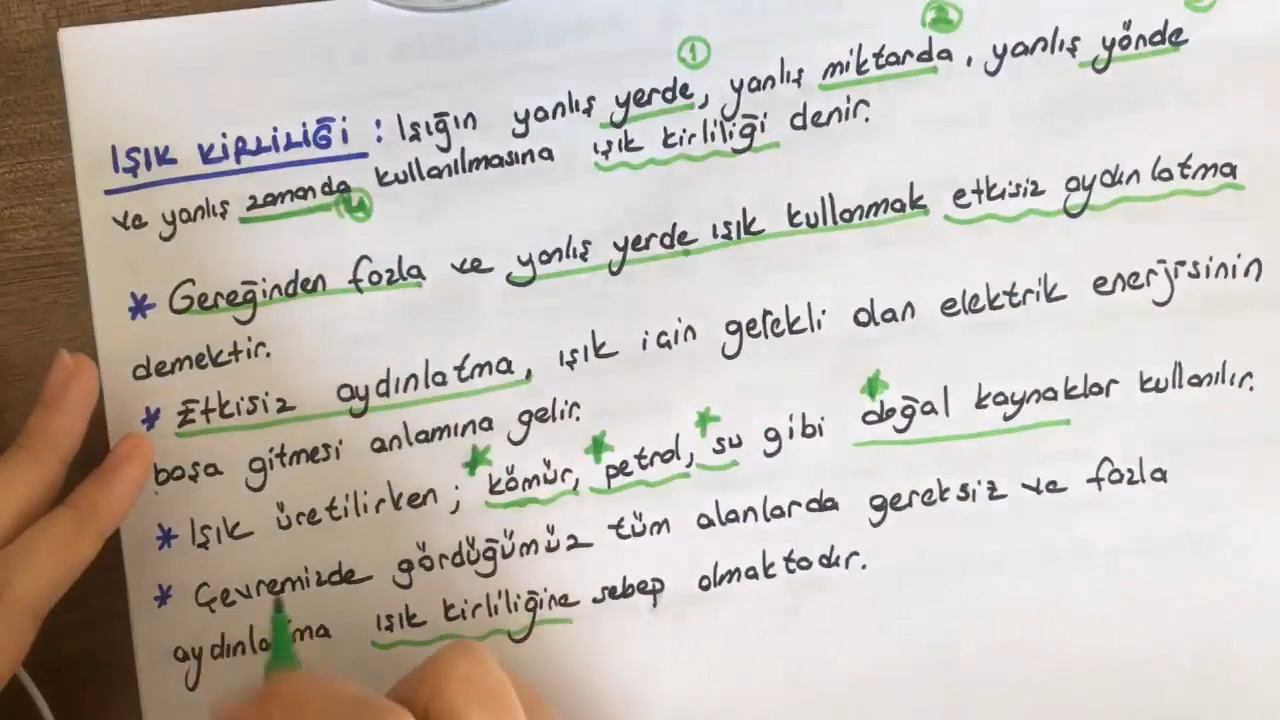 IŞIK KİRLİLİĞİ : Işığın yanlış yerde, yanlış miktarda, yanlış yönde
ve yanlış zamanda kullanılmasına ışık kirliliği denir.
* Gereğinden fazla ve yanlış yerde ışık kullanmak etkisiz aydınlatma
demektir.
* Etkisiz aydınlatma, ışık için gerekli olan elektrik enerjisinin
boşa gitmesi anlamına gelir.
* Işık üretilirken ; kömür, petrol, su gibi doğal kaynaklar kullanılır.
* Çevremizde gördüğümüz tüm alanlarda gereksiz ve fazla
aydınlatma ışık kirliliğine sebep olmaktadır.
1
2
4